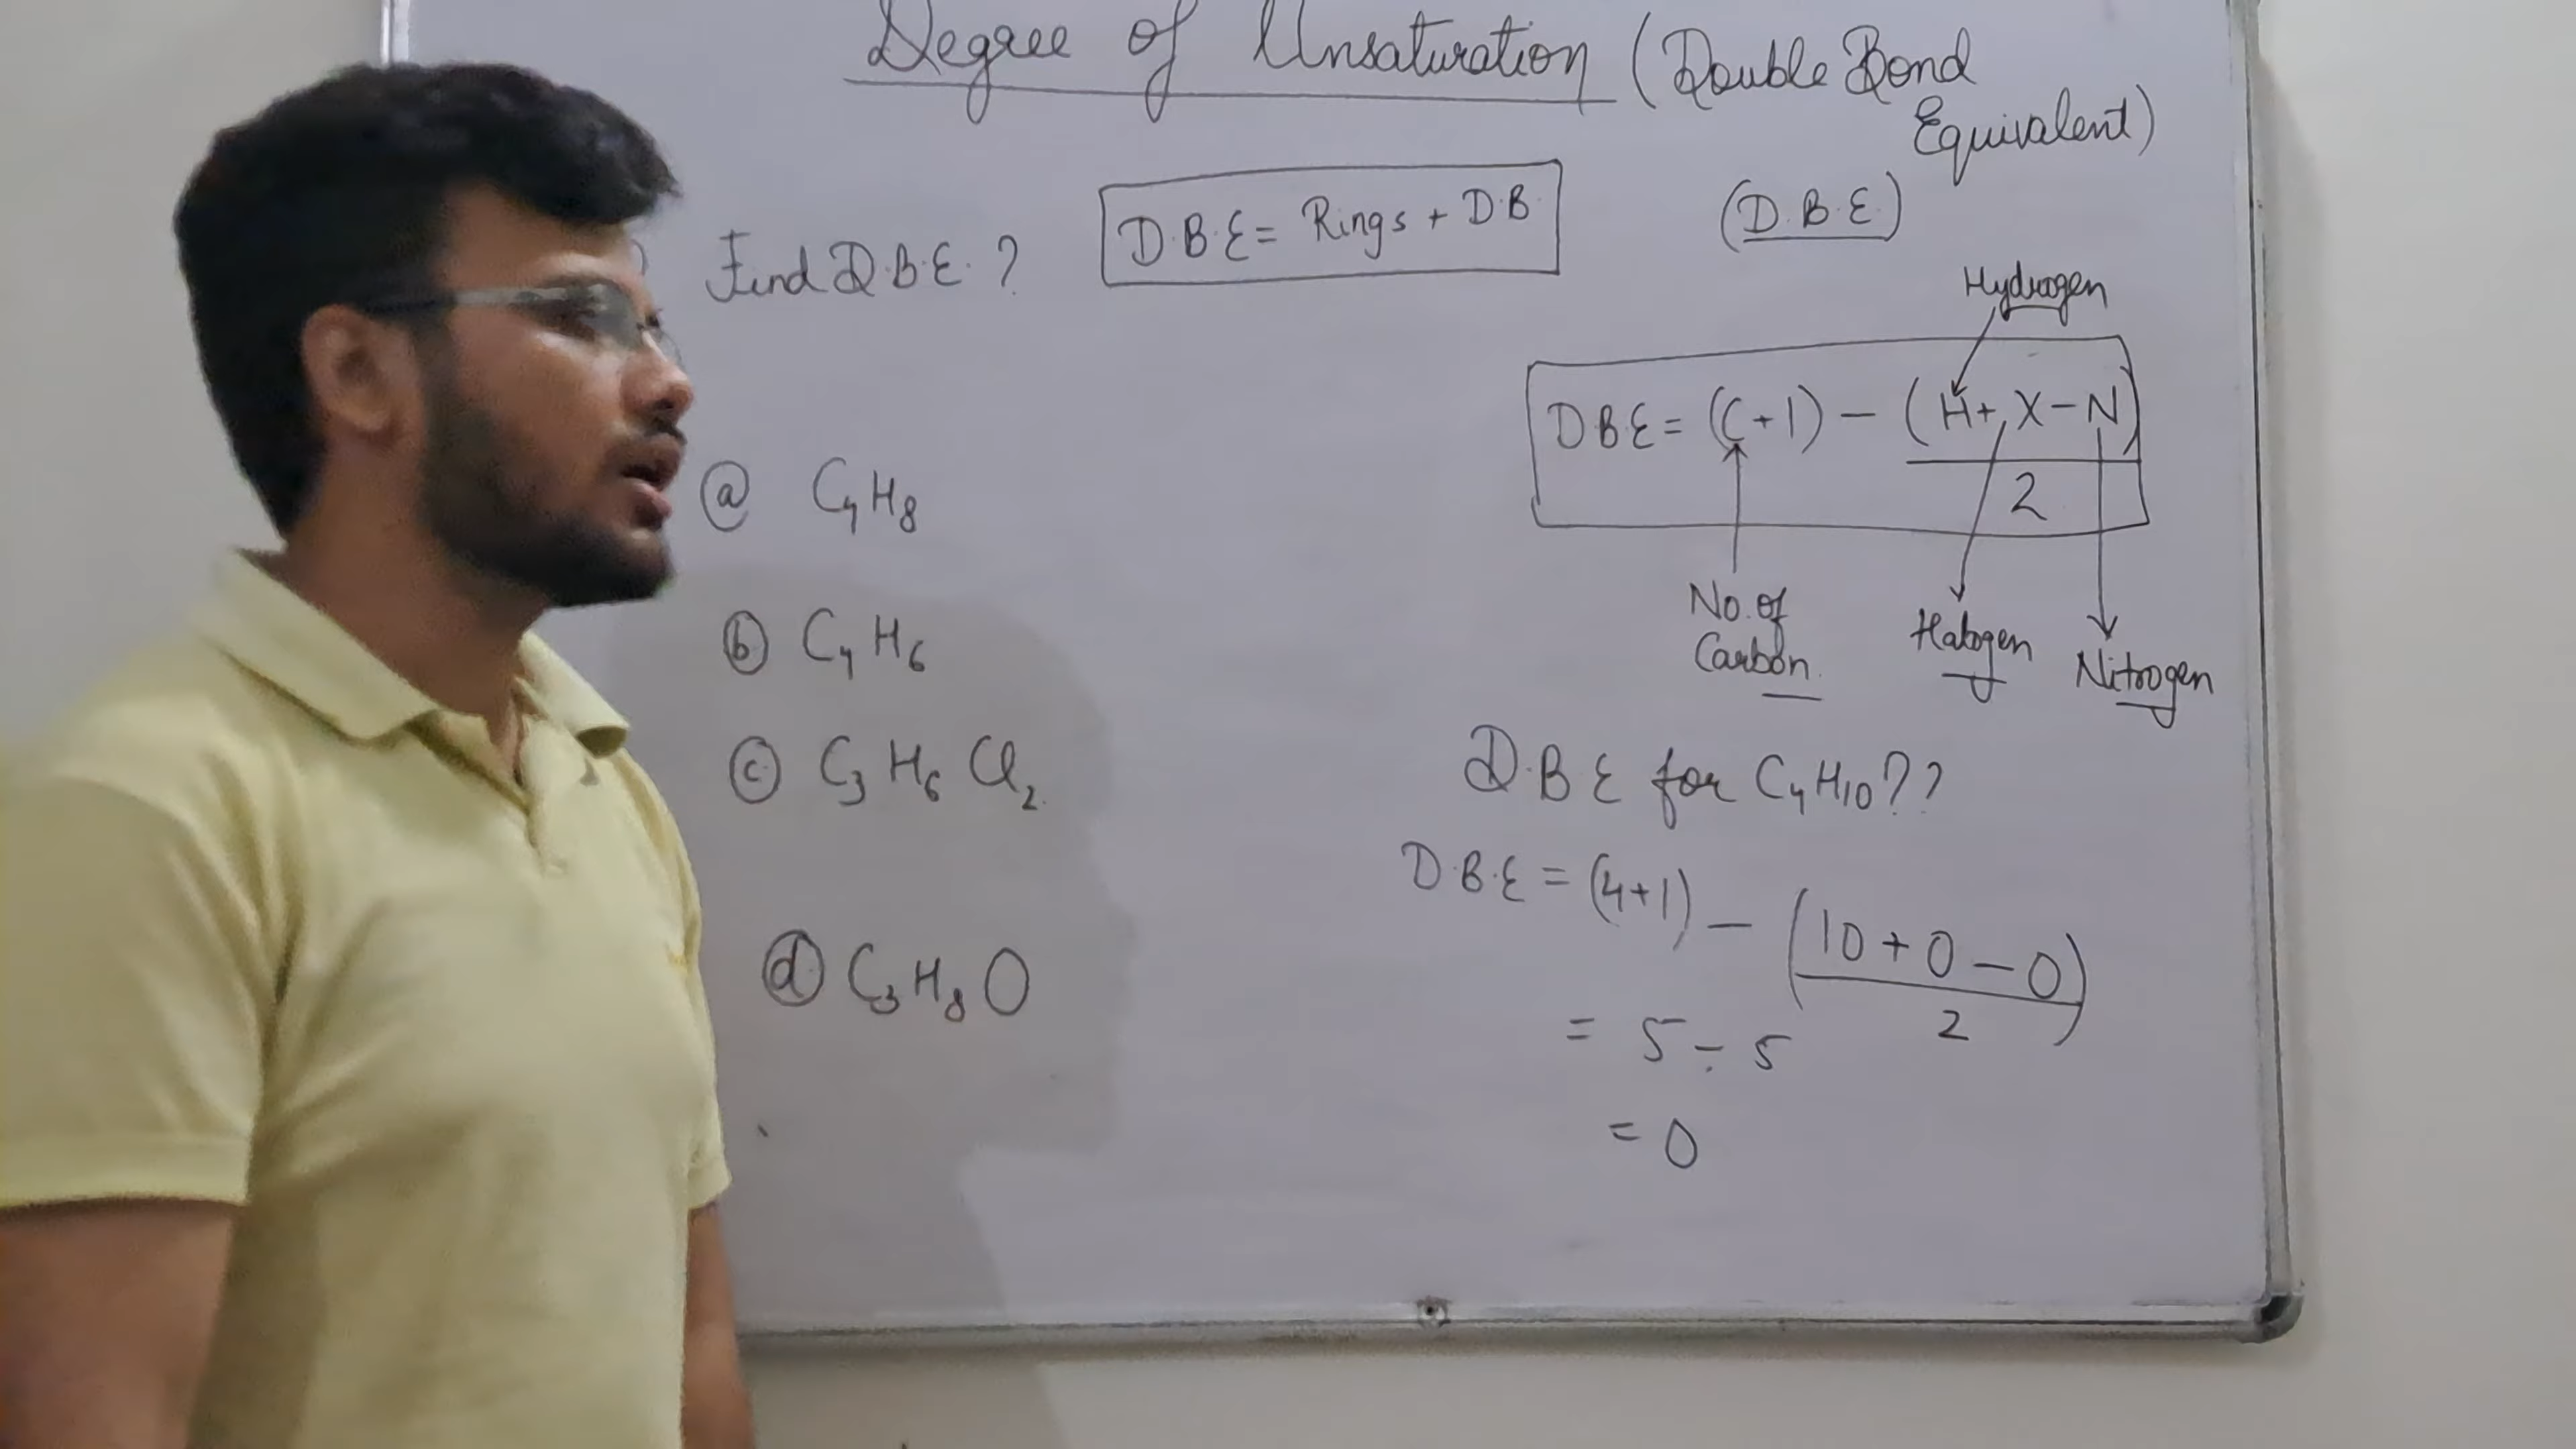 Degree of Unsaturation (Double Bond
Equivalent)
(D.B.E.)
Find D.B.E. ?
D.B.E = Rings + D.B.
Hydrogen
DBE = (C+1) - (H+X-N)
2
No. of
Carbon.
Halogen
Nitrogen
ⓐ C₄H₈
ⓑ C₄H₆
ⓒ C₃H₆Cl₂
ⓓ C₃H₈O
D.B E for C₄H₁₀??
D.B.E = (4+1) - (10+0-0)
2
= 5 - 5
= 0